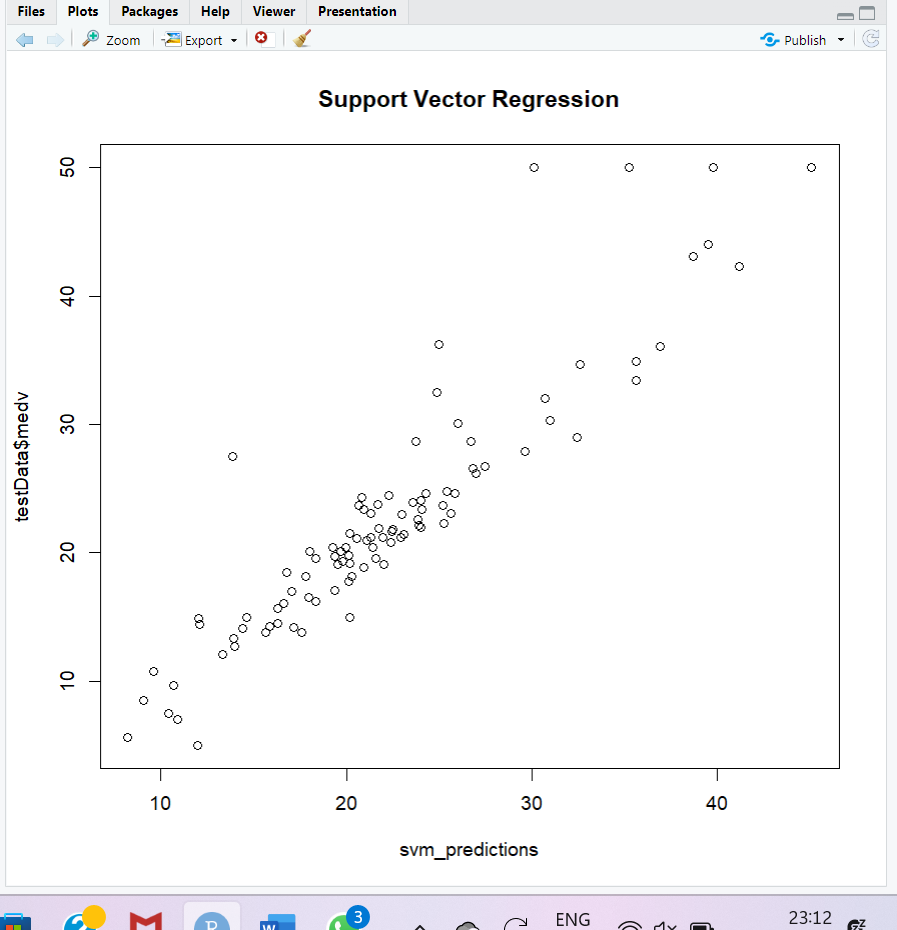 Files Plots Packages Help Viewer Presentation
Zoom Export Publish
Support Vector Regression
50
40
30
20
10
testData$medv
10 20 30 40
svm_predictions
3
ENG
23:12